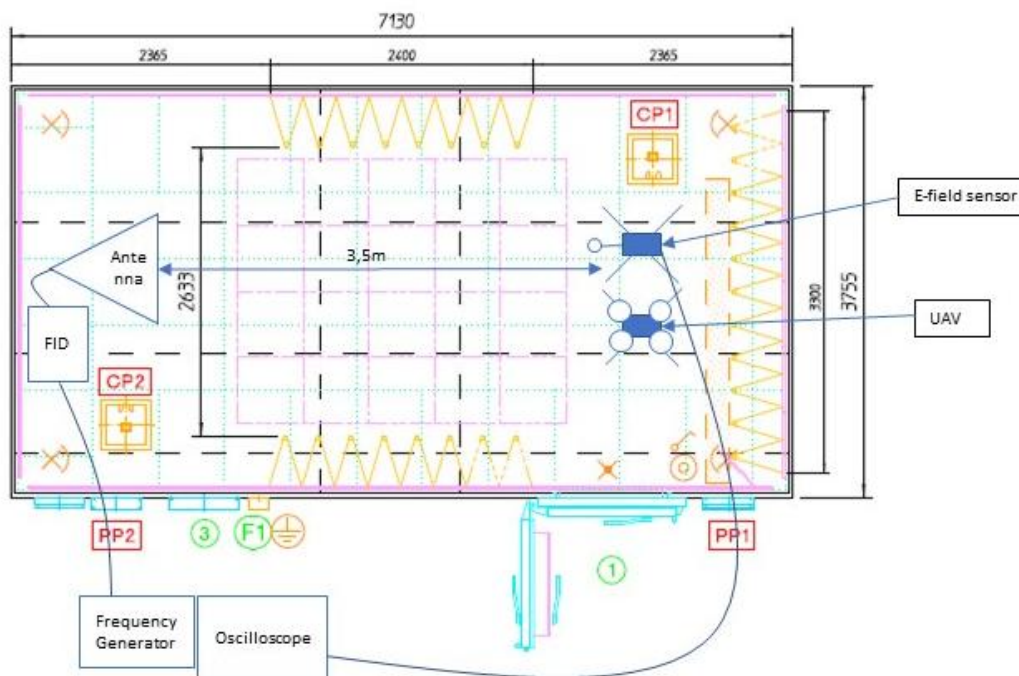 7130
2365
2400
2365
CP1
E-field sensor
Ante
nna
3,5m
2633
3300
3755
UAV
FID
CP2
PP2
3
F1
PP1
1
Frequency
Generator
Oscilloscope